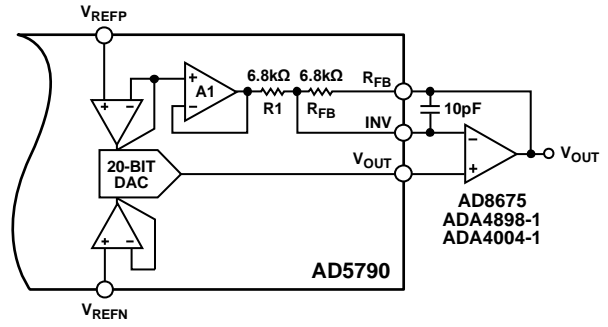 VREFP
6.8kΩ 6.8kΩ
RFB
+ −
+
A1
−
R1 RFB
10pF
INV
20-BIT
DAC
VOUT
−
+
VOUT
AD8675
ADA4898-1
ADA4004-1
+ −
AD5790
VREFN